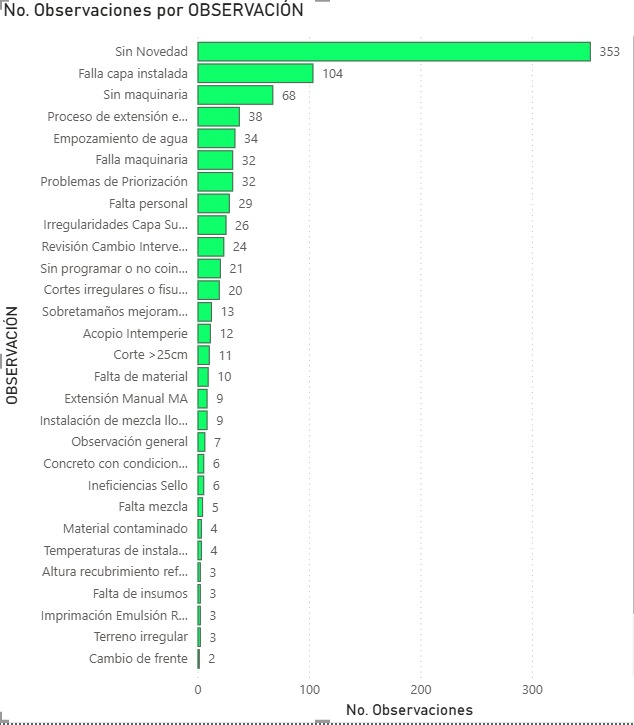 No. Observaciones por OBSERVACIÓN
OBSERVACIÓN
Sin Novedad 353
Falla capa instalada 104
Sin maquinaria 68
Proceso de extensión e... 38
Empozamiento de agua 34
Falla maquinaria 32
Problemas de Priorización 32
Falta personal 29
Irregularidades Capa Su... 26
Revisión Cambio Interve... 24
Sin programar o no coin... 21
Cortes irregulares o fisu... 20
Sobretamaños mejoram... 13
Acopio Intemperie 12
Corte >25cm 11
Falta de material 10
Extensión Manual MA 9
Instalación de mezcla llo... 9
Observación general 7
Concreto con condicion... 6
Ineficiencias Sello 6
Falta mezcla 5
Material contaminado 4
Temperaturas de instala... 4
Altura recubrimiento ref... 3
Falta de insumos 3
Imprimación Emulsión R... 3
Terreno irregular 3
Cambio de frente 2
0 100 200 300
No. Observaciones